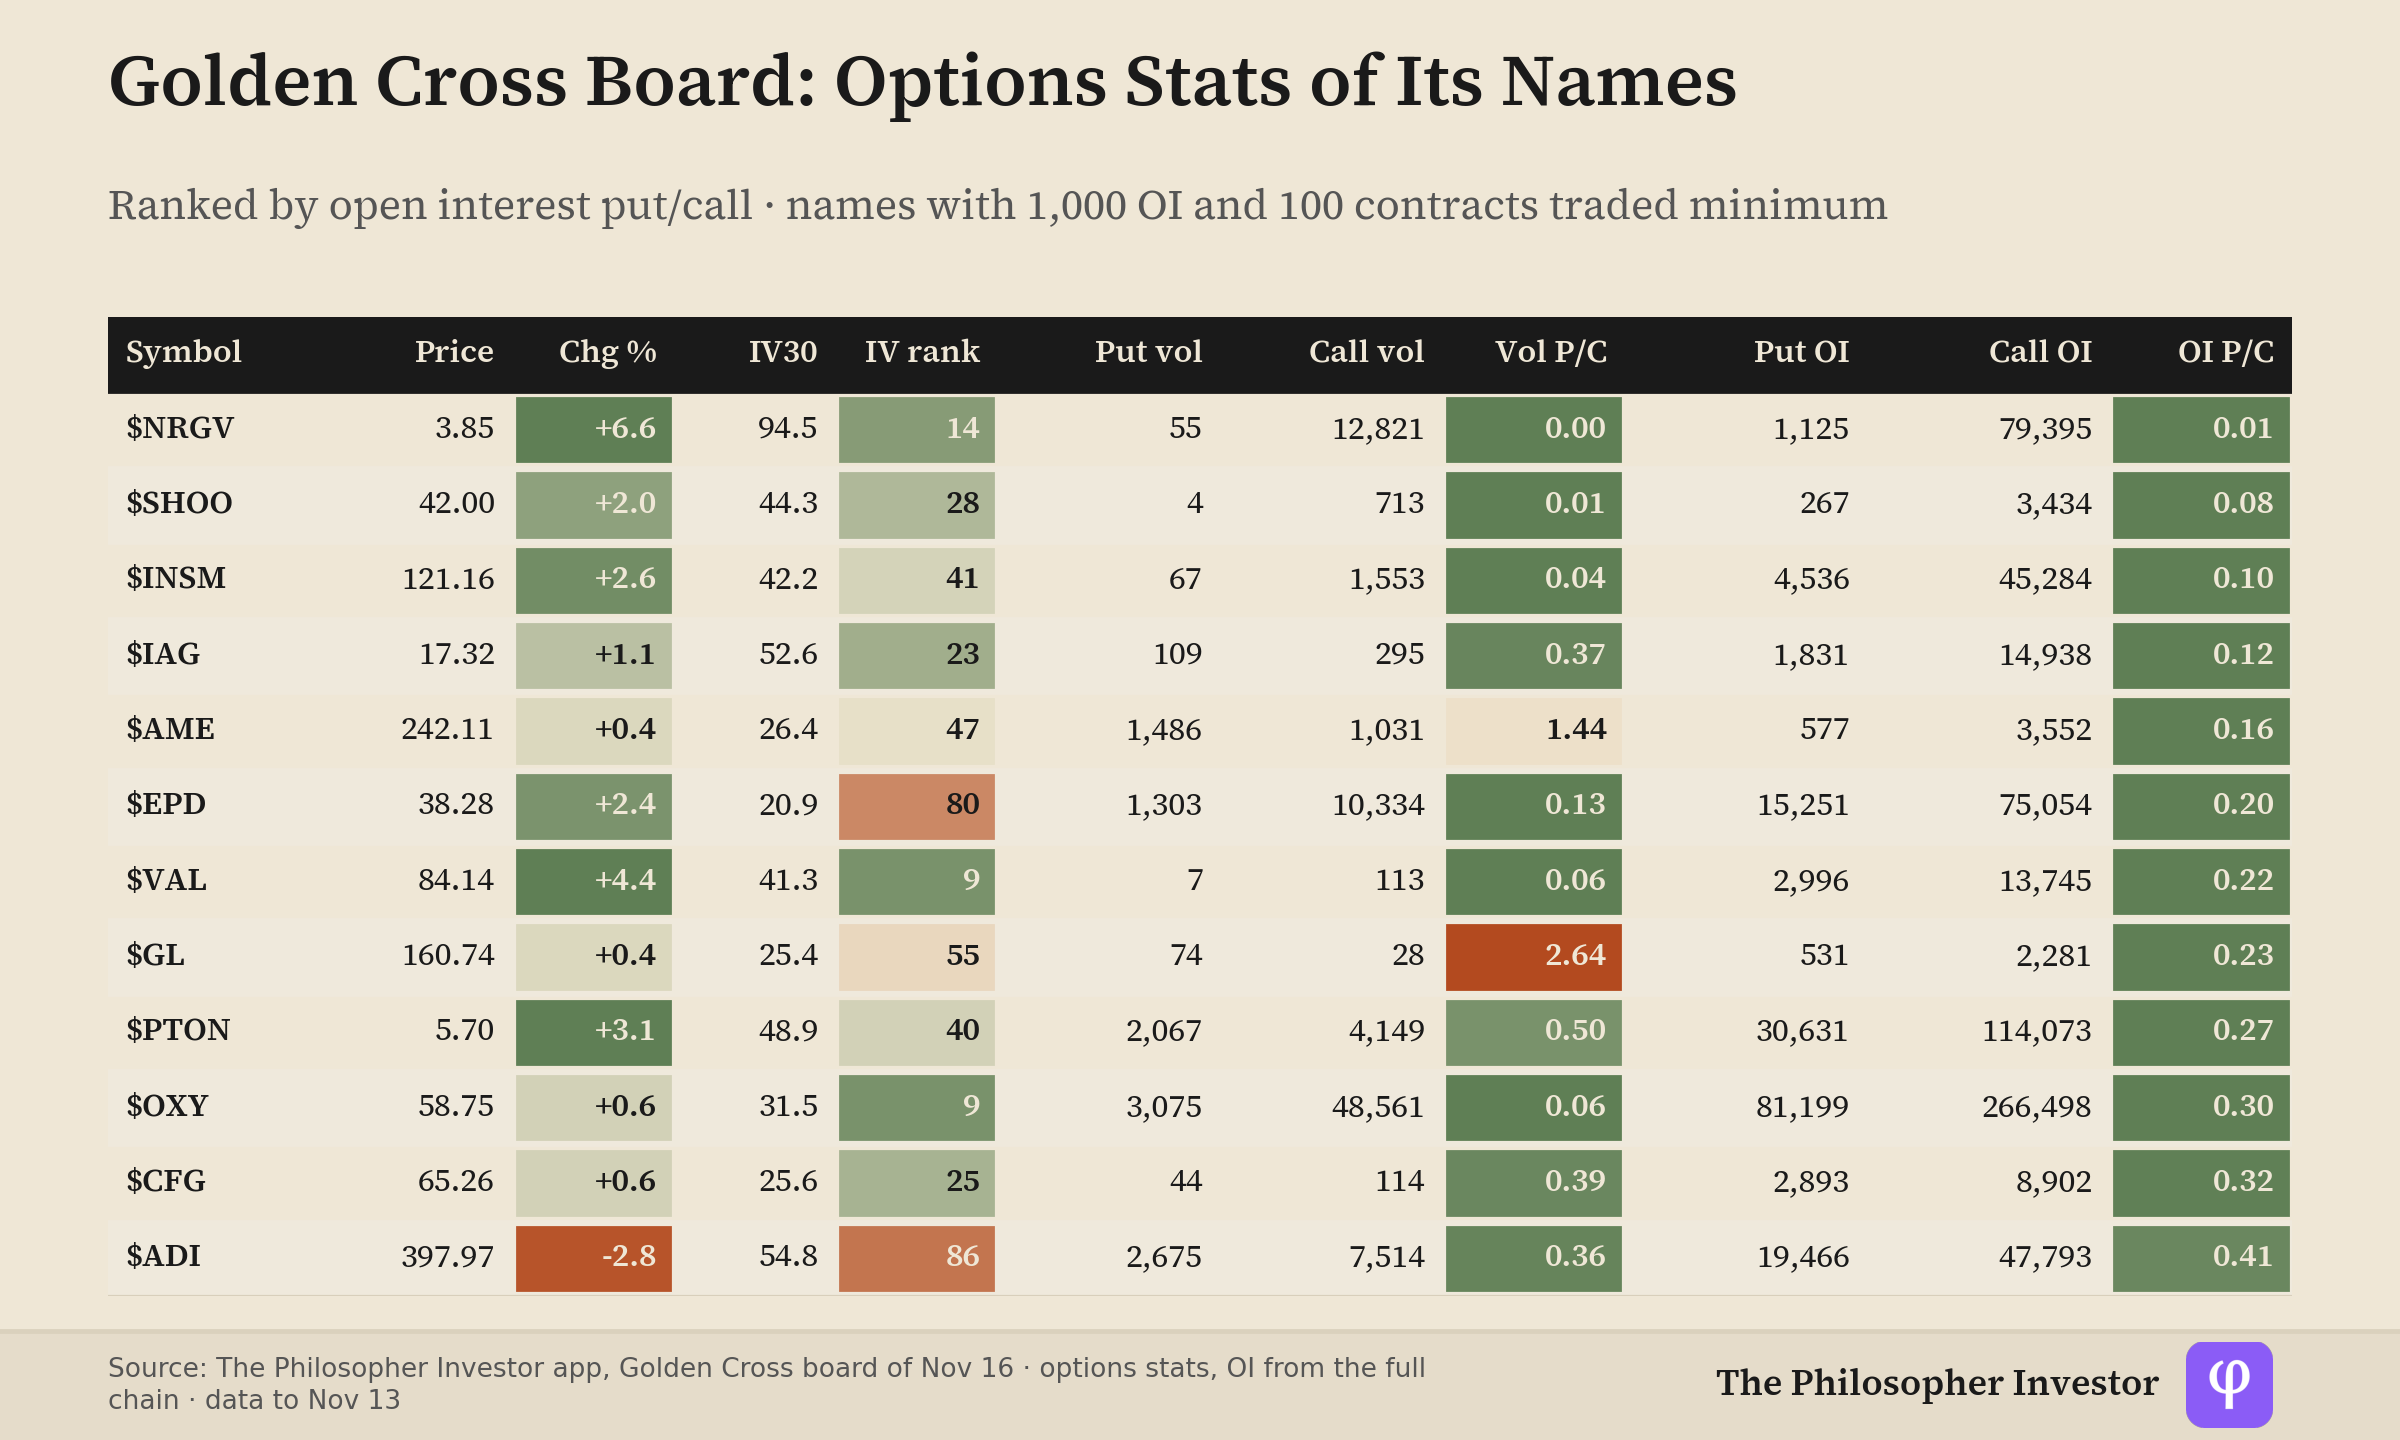 Golden Cross Board: Options Stats of Its Names
Ranked by open interest put/call · names with 1,000 OI and 100 contracts traded minimum
Symbol Price Chg % IV30 IV rank Put vol Call vol Vol P/C Put OI Call OI OI P/C
$NRGV 3.85 +6.6 94.5 14 55 12,821 0.00 1,125 79,395 0.01
$SHOO 42.00 +2.0 44.3 28 4 713 0.01 267 3,434 0.08
$INSM 121.16 +2.6 42.2 41 67 1,553 0.04 4,536 45,284 0.10
$IAG 17.32 +1.1 52.6 23 109 295 0.37 1,831 14,938 0.12
$AME 242.11 +0.4 26.4 47 1,486 1,031 1.44 577 3,552 0.16
$EPD 38.28 +2.4 20.9 80 1,303 10,334 0.13 15,251 75,054 0.20
$VAL 84.14 +4.4 41.3 9 7 113 0.06 2,996 13,745 0.22
$GL 160.74 +0.4 25.4 55 74 28 2.64 531 2,281 0.23
$PTON 5.70 +3.1 48.9 40 2,067 4,149 0.50 30,631 114,073 0.27
$OXY 58.75 +0.6 31.5 9 3,075 48,561 0.06 81,199 266,498 0.30
$CFG 65.26 +0.6 25.6 25 44 114 0.39 2,893 8,902 0.32
$ADI 397.97 -2.8 54.8 86 2,675 7,514 0.36 19,466 47,793 0.41
Source: The Philosopher Investor app, Golden Cross board of Nov 16 · options stats, OI from the full
chain · data to Nov 13
The Philosopher Investor φ